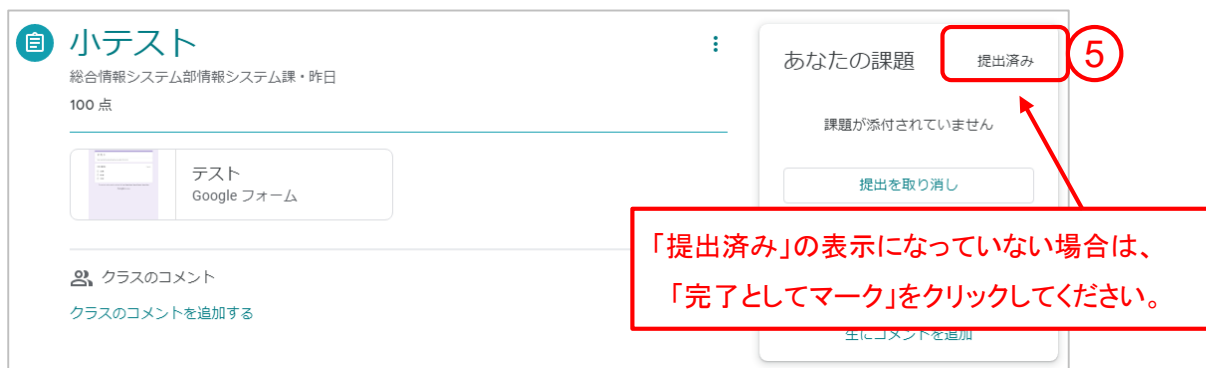 小テスト
総合情報システム部情報システム課・昨日
100 点
テスト
Google フォーム
クラスのコメント
クラスのコメントを追加する
あなたの課題
提出済み
⑤
課題が添付されていません
提出を取り消し
「提出済み」の表示になっていない場合は、
「完了としてマーク」をクリックしてください。
生にコメントを追加